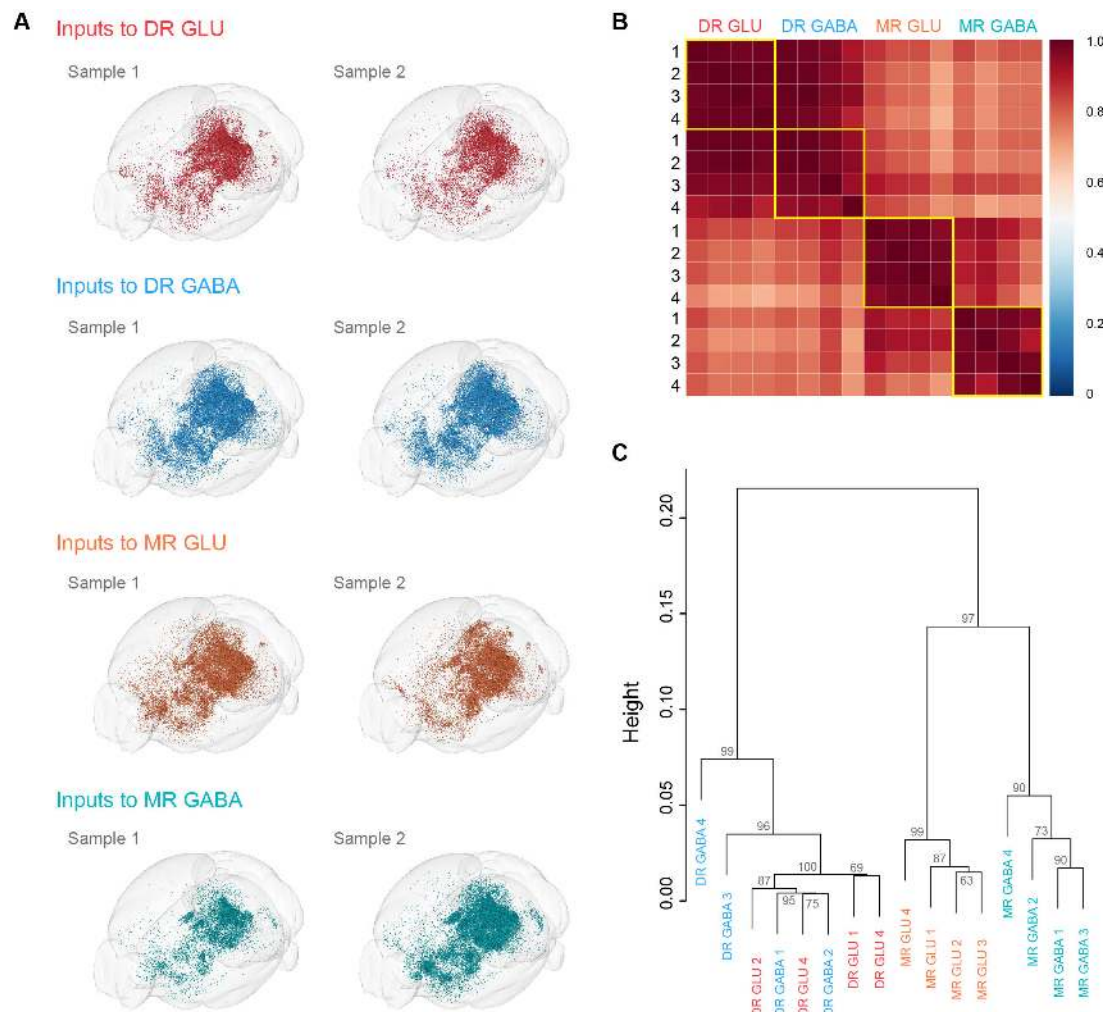 A
Inputs to DR GLU
Sample 1
Sample 2
Inputs to DR GABA
Sample 1
Sample 2
Inputs to MR GLU
Sample 1
Sample 2
Inputs to MR GABA
Sample 1
Sample 2
B
DR GLU DR GABA MR GLU MR GABA
1
2
3
4
1
2
3
4
1
2
3
4
1
2
3
4
1.0
0.8
0.6
0.4
0.2
0
C
Height
0.20
0.15
0.10
0.05
0.00
97
99
96
100
87
95
75
69
99
87
63
90
73
90
DR GABA 4
DR GABA 3
DR GLU 2
DR GABA 1
DR GLU 4
DR GABA 2
DR GLU 1
DR GLU 4
MR GLU 4
MR GLU 1
MR GLU 2
MR GLU 3
MR GABA 4
MR GABA 2
MR GABA 1
MR GABA 3